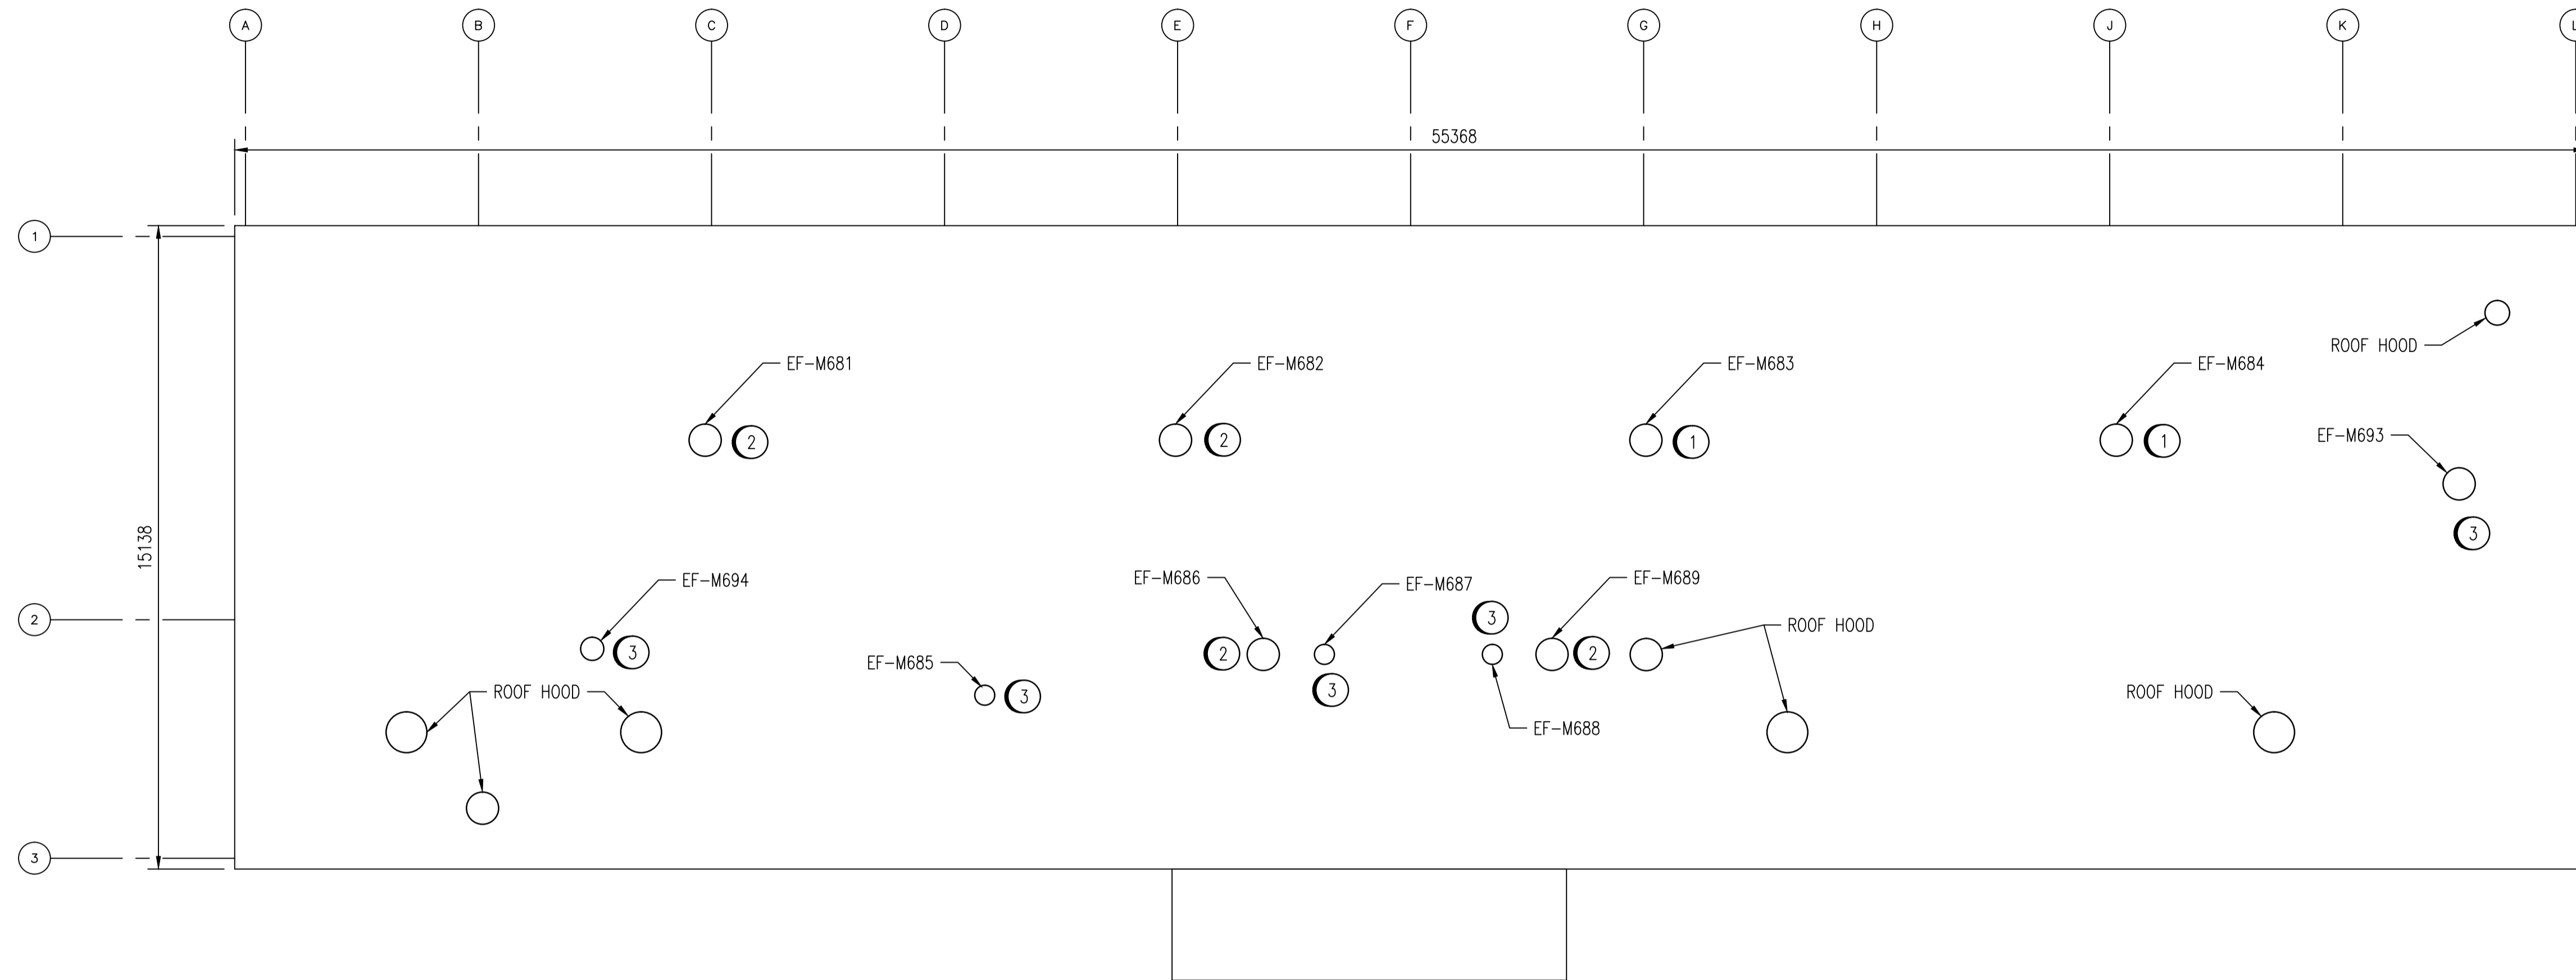 A B C D E F G H J K L
55368
1
ROOF HOOD
EF-M681 EF-M682 EF-M683 EF-M684
2 2 1 1
EF-M693
3
15138
EF-M694 EF-M686 EF-M687 EF-M689
2
3
ROOF HOOD
3 2 2
EF-M685
3 3
ROOF HOOD ROOF HOOD
EF-M688
3